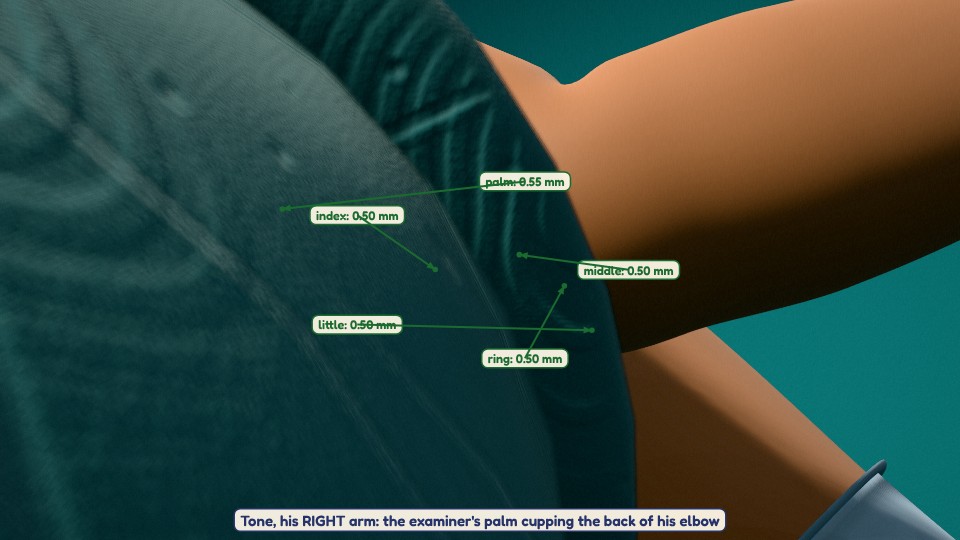 palm: 0.55 mm
index: 0.50 mm
middle: 0.50 mm
little: 0.50 mm
ring: 0.50 mm
Tone, his RIGHT arm: the examiner's palm cupping the back of his elbow